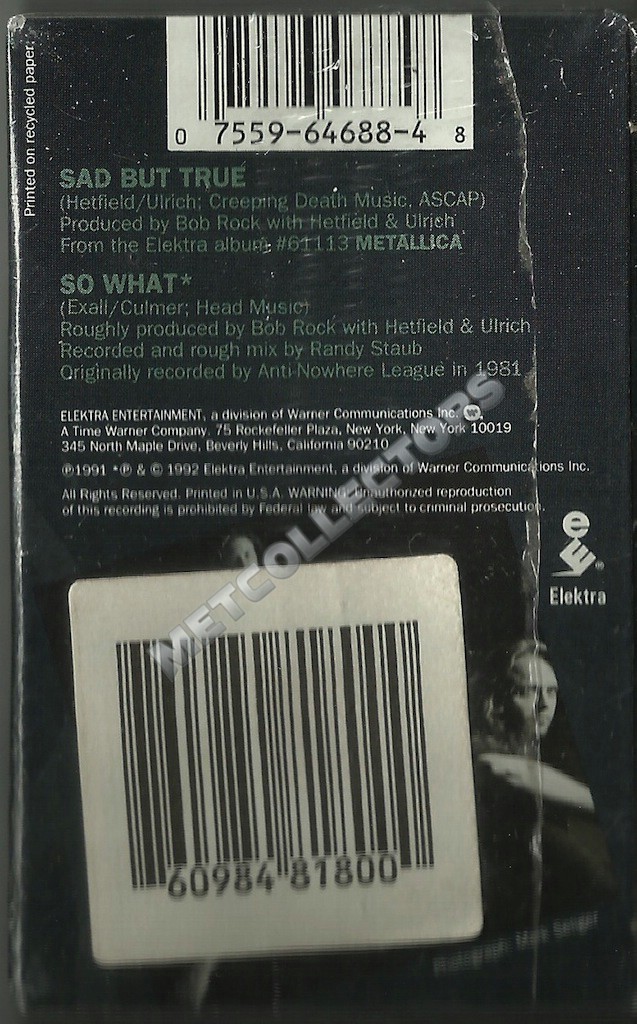 Printed on recycled paper.
0 7559-64688-4 8
SAD BUT TRUE
(Hetfield/Ulrich; Creeping Death Music, ASCAP)
Produced by Bob Rock with Hetfield & Ulrich
From the Elektra album #61113 METALLICA
SO WHAT*
(Exall/Culmer; Head Music)
Roughly produced by Bob Rock with Hetfield & Ulrich
Recorded and rough mix by Randy Staub
Originally recorded by Anti-Nowhere League in 1981
ELEKTRA ENTERTAINMENT, a division of Warner Communications Inc.
A Time Warner Company. 75 Rockefeller Plaza, New York, New York 10019
345 North Maple Drive, Beverly Hills, California 90210
℗1991 *℗ & © 1992 Elektra Entertainment, a division of Warner Communications Inc.
All Rights Reserved. Printed in U.S.A. WARNING: Unauthorized reproduction
of this recording is prohibited by Federal law and subject to criminal prosecution.
Elektra
METCOLLECTORS
60984 81800